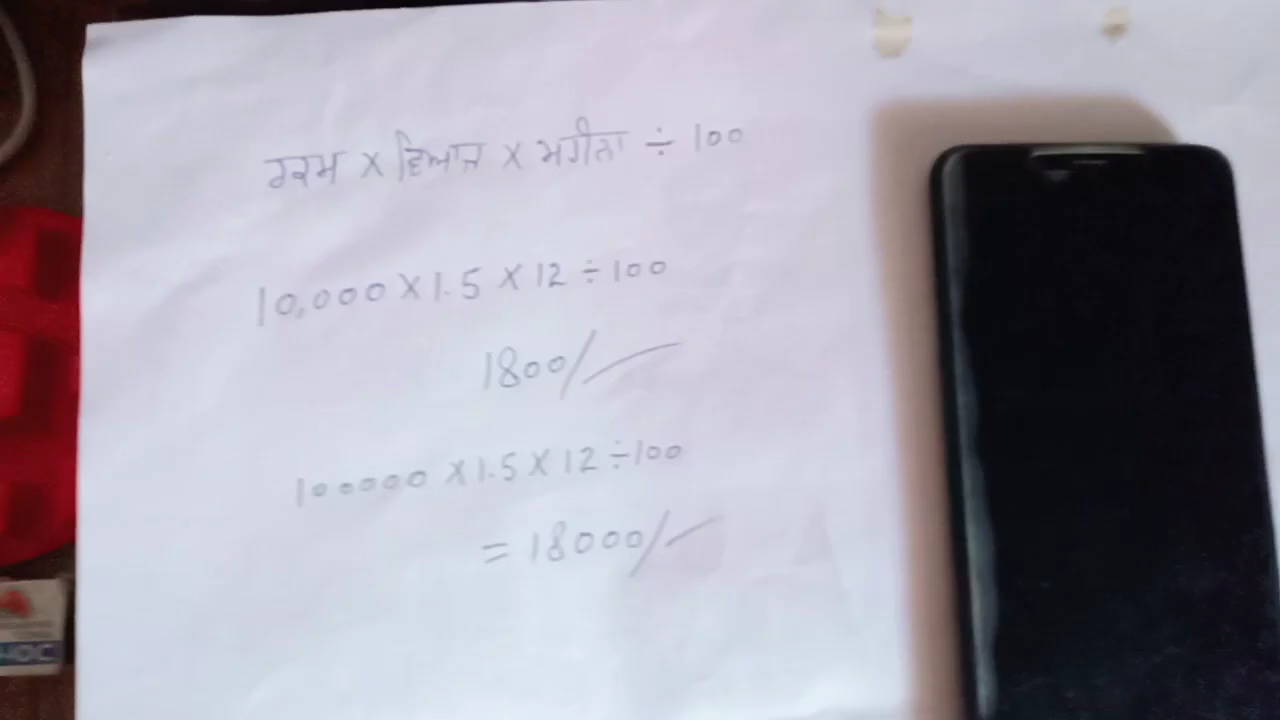 ਰਕਮ × ਵਿਆਜ × ਮਹੀਨਾ ÷ 100
10,000 × 1.5 × 12 ÷ 100
1800/
100000 × 1.5 × 12 ÷ 100
= 18000/